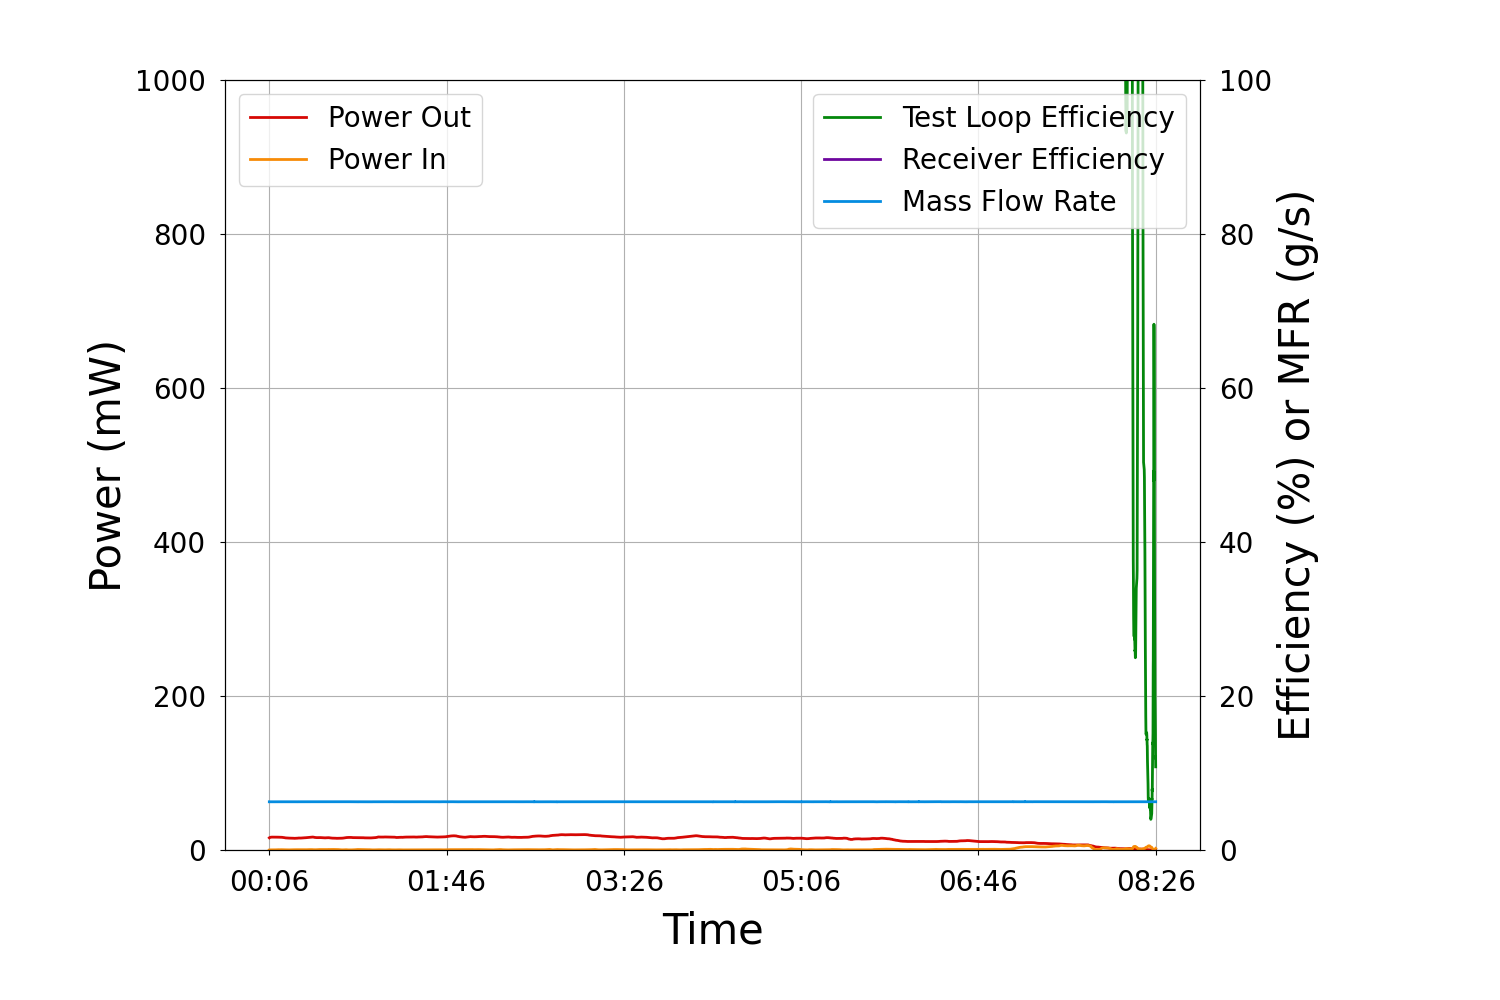 1000
800
600
400
200
0
Power (mW)
Power Out
Power In
Test Loop Efficiency
Receiver Efficiency
Mass Flow Rate
100
80
60
40
20
0
Efficiency (%) or MFR (g/s)
00:06 01:46 03:26 05:06 06:46 08:26
Time